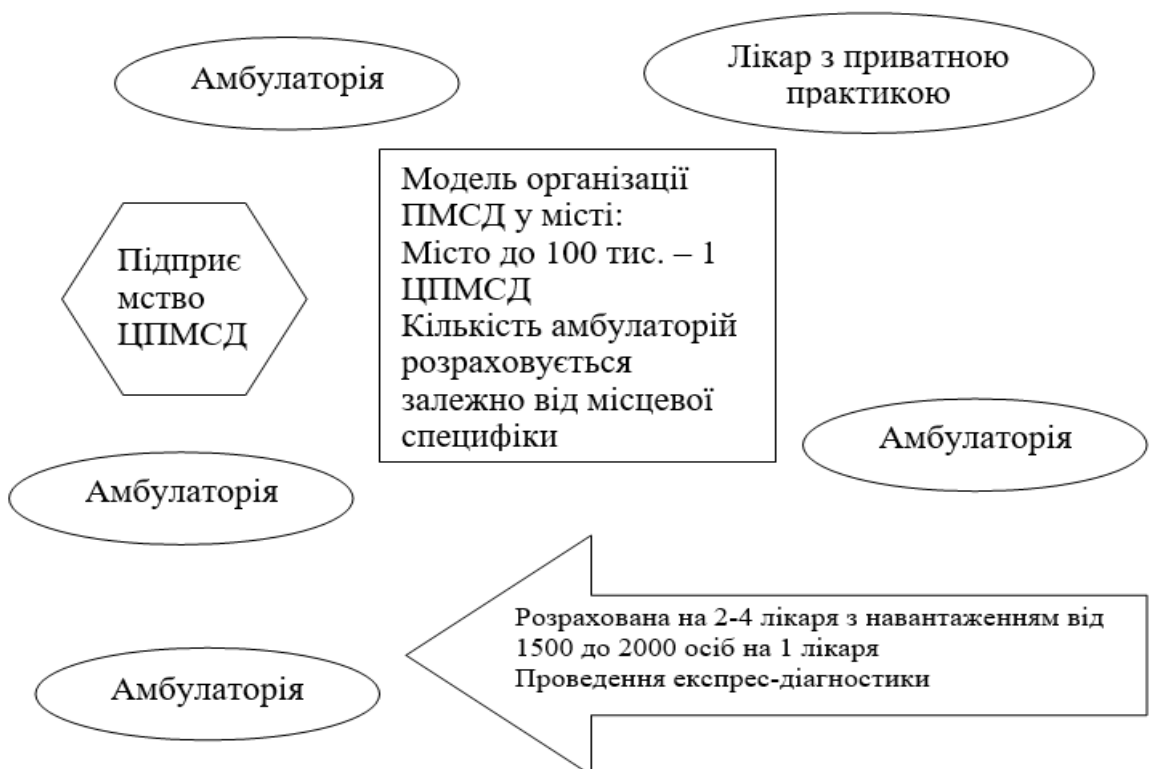 Амбулаторія
Лікар з приватною
практикою
Модель організації
ПМСД у місті:
Місто до 100 тис. – 1
ЦПМСД
Кількість амбулаторій
розраховується
залежно від місцевої
специфіки
Підприє
мство
ЦПМСД
Амбулаторія
Амбулаторія
Розрахована на 2-4 лікаря з навантаженням від
1500 до 2000 осіб на 1 лікаря
Проведення експрес-діагностики
Амбулаторія